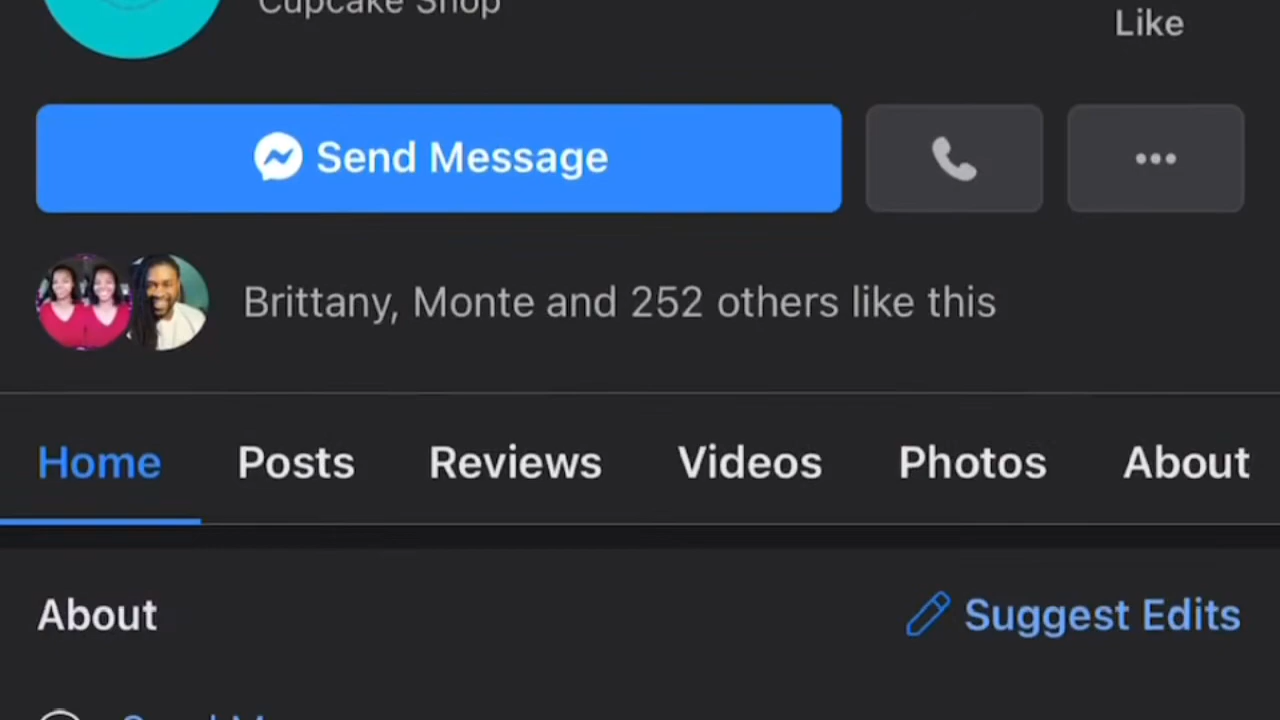 Cupcake Shop
Like
Send Message
Brittany, Monte and 252 others like this
Home Posts Reviews Videos Photos About
About
Suggest Edits